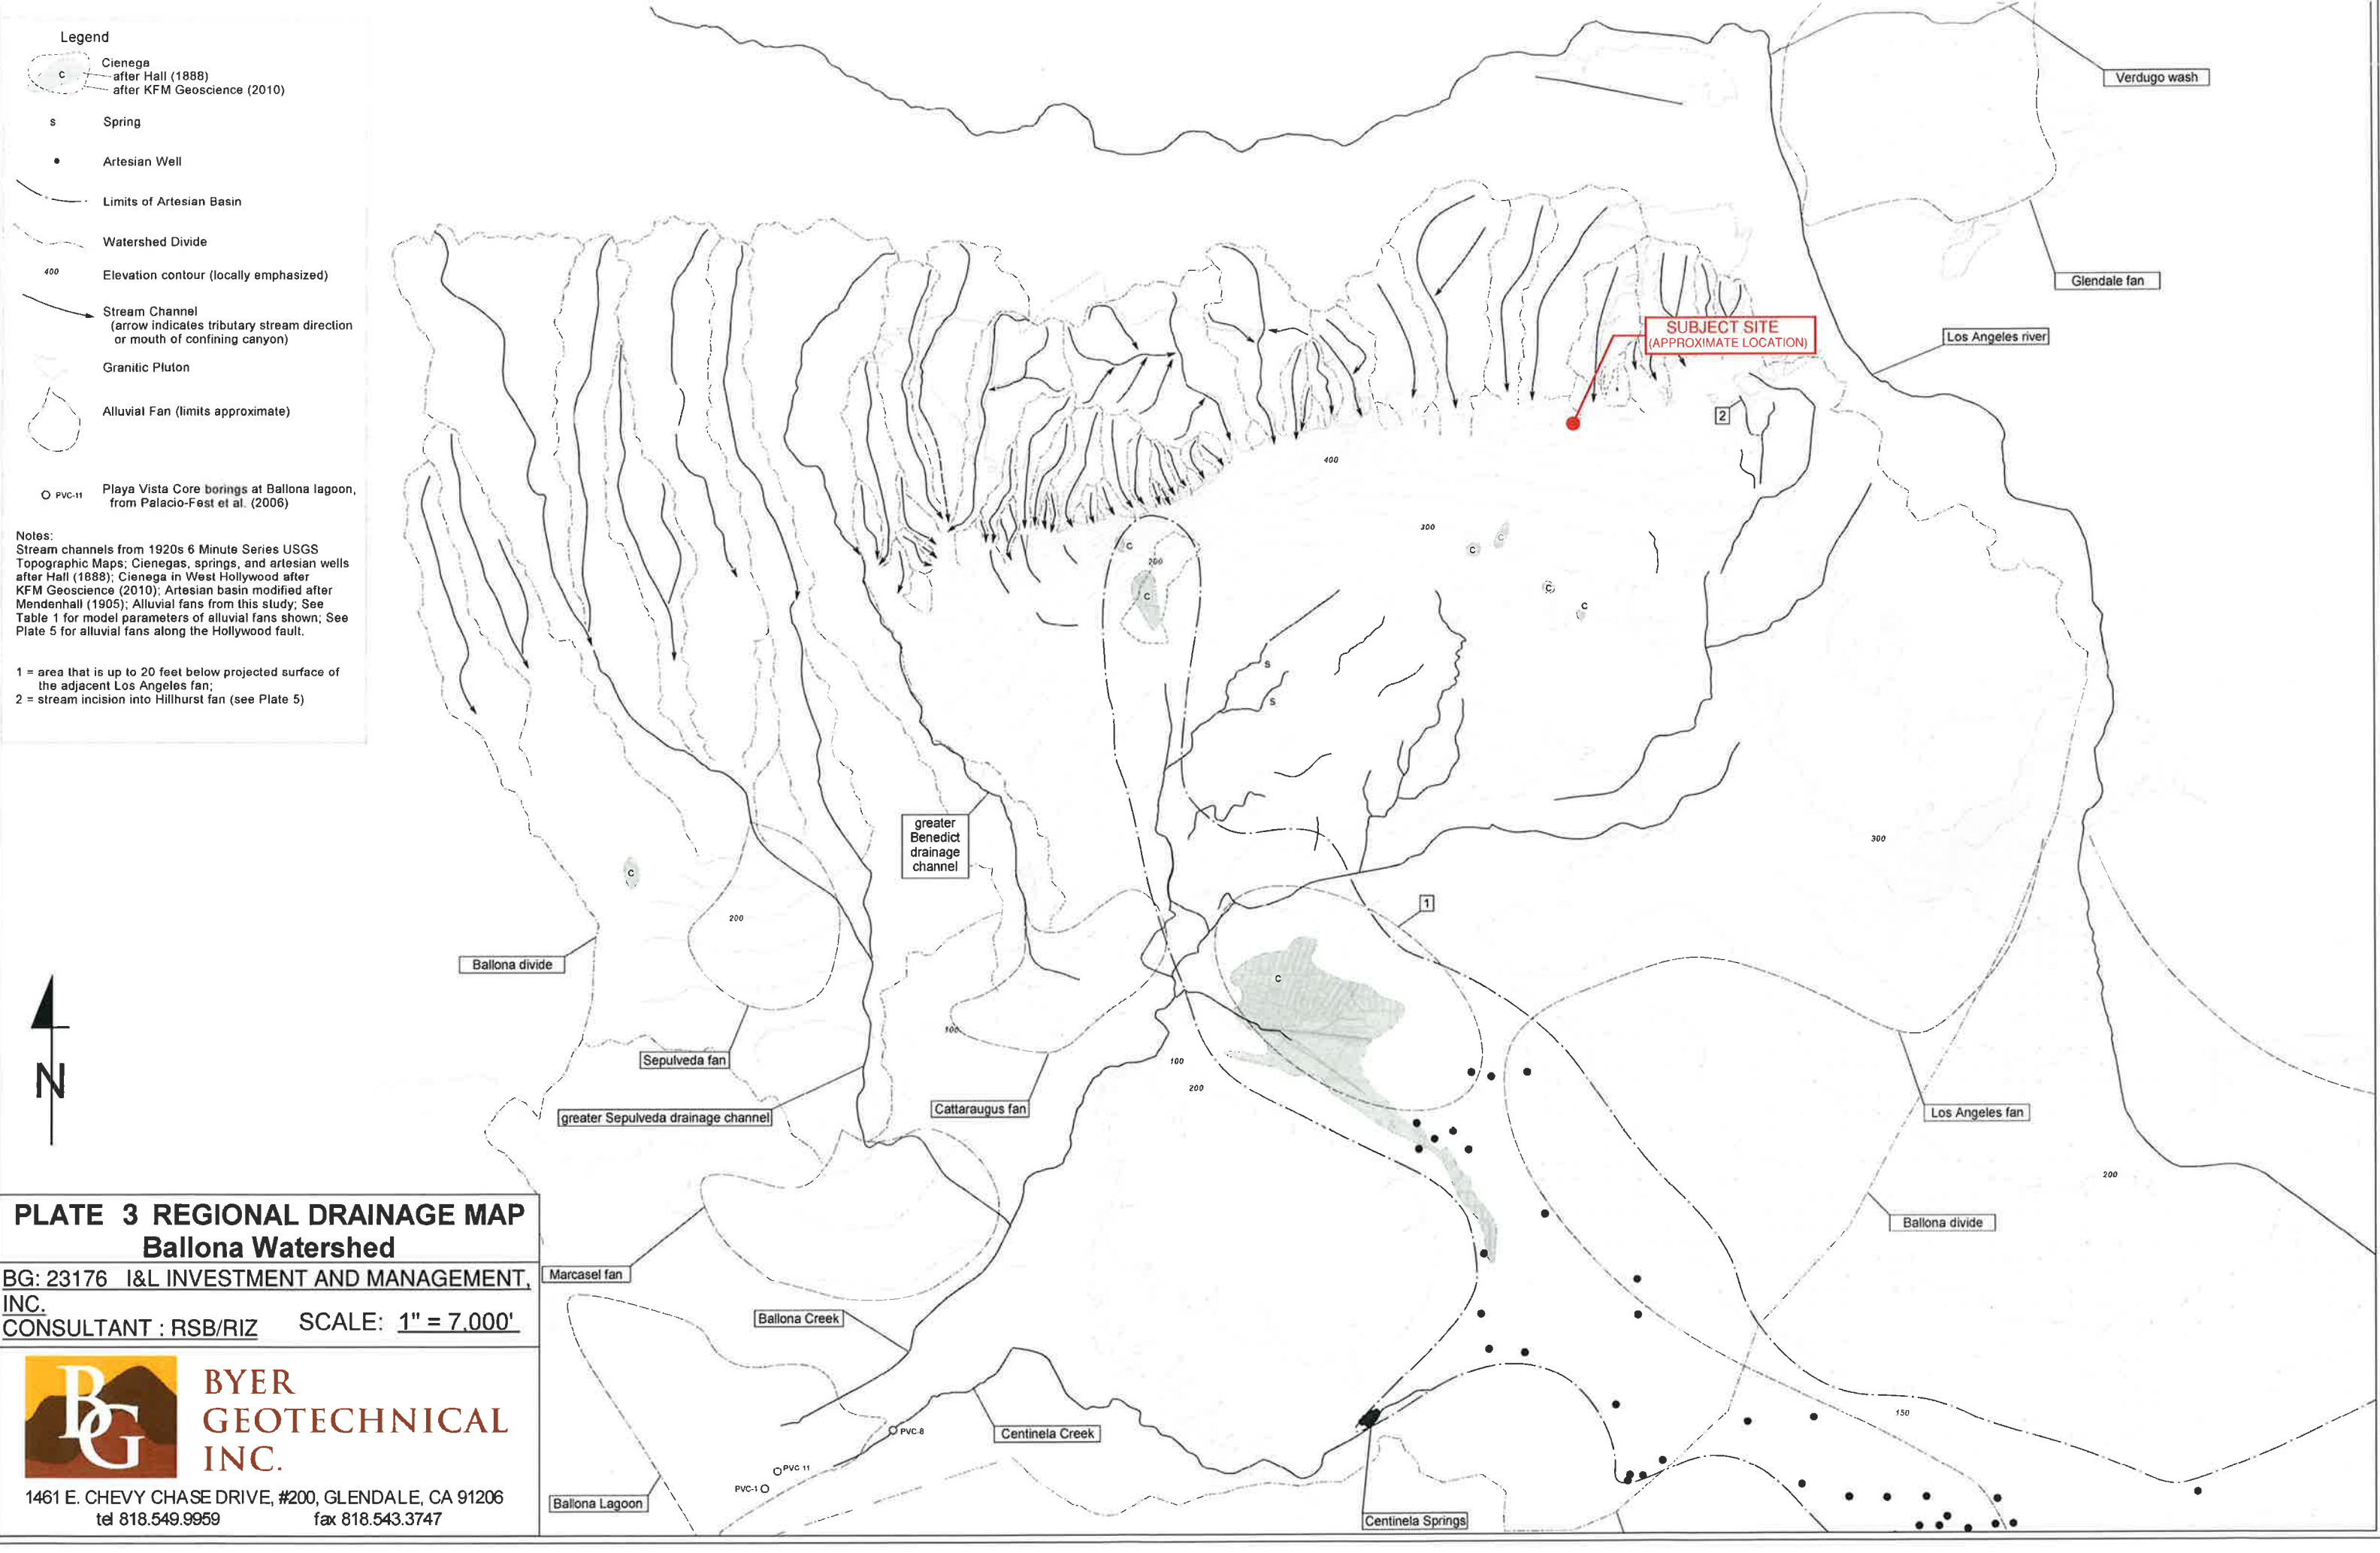 Legend
C
Cienega
after Hall (1888)
after KFM Geoscience (2010)
s
Spring
Artesian Well
Limits of Artesian Basin
Watershed Divide
400
Elevation contour (locally emphasized)
Stream Channel
(arrow indicates tributary stream direction
or mouth of confining canyon)
Granitic Pluton
Alluvial Fan (limits approximate)
PVC-11
Playa Vista Core borings at Ballona lagoon,
from Palacio-Fest et al. (2006)
Notes:
Stream channels from 1920s 6 Minute Series USGS
Topographic Maps; Cienegas, springs, and artesian wells
after Hall (1888); Cienega in West Hollywood after
KFM Geoscience (2010); Artesian basin modified after
Mendenhall (1905); Alluvial fans from this study; See
Table 1 for model parameters of alluvial fans shown; See
Plate 5 for alluvial fans along the Hollywood fault.
1 = area that is up to 20 feet below projected surface of
the adjacent Los Angeles fan;
2 = stream incision into Hillhurst fan (see Plate 5)
Verdugo wash
Glendale fan
SUBJECT SITE
(APPROXIMATE LOCATION)
Los Angeles river
2
400
300
C
C
C
C
C
200
C
s
s
greater
Benedict
drainage
channel
300
C
200
1
Ballona divide
C
100
Sepulveda fan
100
200
greater Sepulveda drainage channel
Cattaraugus fan
Los Angeles fan
200
Ballona divide
Marcasel fan
Ballona Creek
150
PVC-8
Centinela Creek
PVC 11
PVC-1
Ballona Lagoon
Centinela Springs
N
PLATE 3 REGIONAL DRAINAGE MAP
Ballona Watershed
BG: 23176 I&L INVESTMENT AND MANAGEMENT,
INC.
CONSULTANT : RSB/RIZ SCALE: 1" = 7,000'
BG
BYER
GEOTECHNICAL
INC.
1461 E. CHEVY CHASE DRIVE, #200, GLENDALE, CA 91206
tel 818.549.9959 fax 818.543.3747